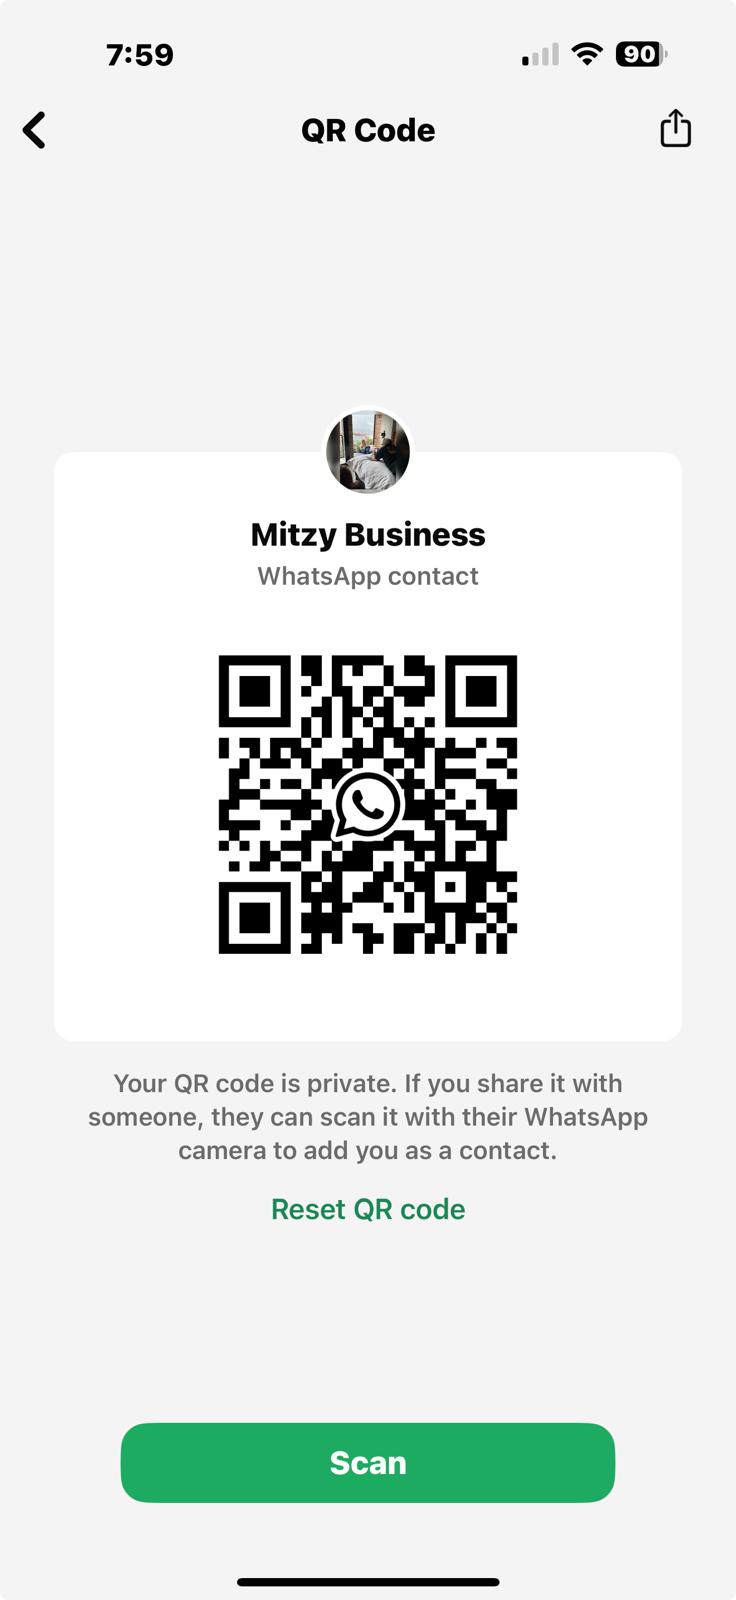 7:59
90
QR Code
Mitzy Business
WhatsApp contact
Your QR code is private. If you share it with
someone, they can scan it with their WhatsApp
camera to add you as a contact.
Reset QR code
Scan